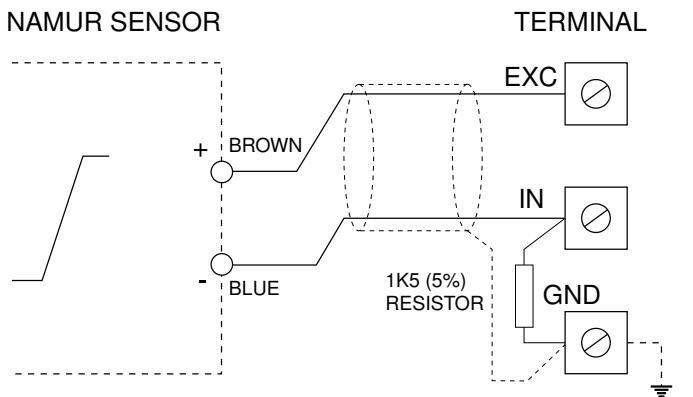 NAMUR SENSOR
TERMINAL
EXC
+
BROWN
IN
-
BLUE
1K5 (5%)
RESISTOR
GND